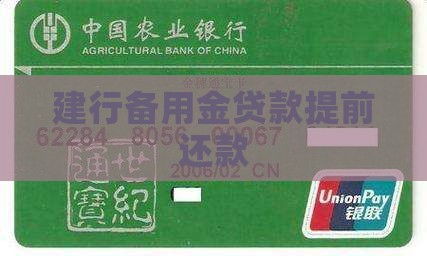 中国农业银行
AGRICULTURAL BANK OF CHINA
建行备用金贷款提前
还款
62284 8056
世紀
通寶
2006/02 CN
UnionPay
银联